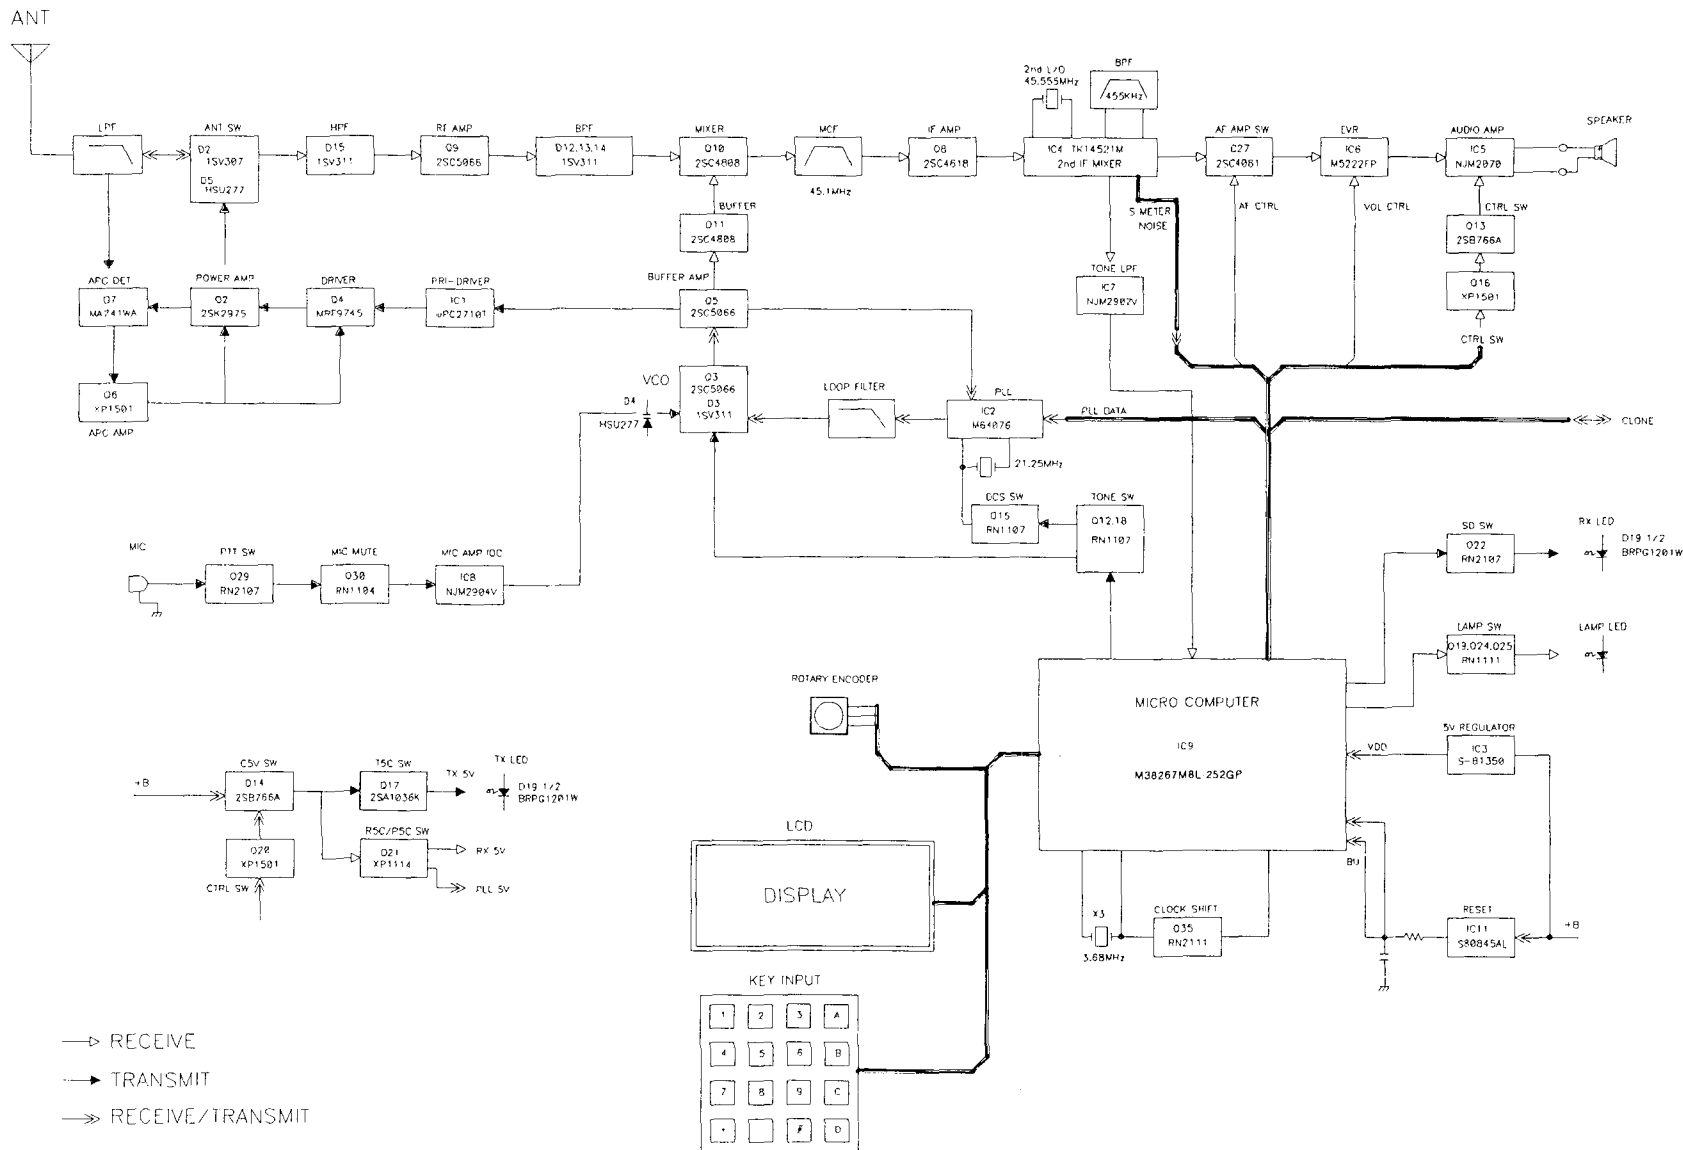 ANT
LPF
ANT SW
D2
1SV307
D5
HSU277
HPF
D15
1SV311
RF AMP
Q9
2SC5066
BPF
D12,13,14
1SV311
MIXER
Q10
2SC4808
MCF
45.1MHz
IF AMP
Q8
2SC4618
2nd L/O
45.555MHz
BPF
455KHz
IC4 TK14521M
2nd IF MIXER
AF AMP SW
C27
2SC4081
EVR
IC6
M5222FP
AUDIO AMP
IC5
NJM2070
SPEAKER
BUFFER
D11
2SC4808
S METER
NOISE
AF CTRL
VOL CTRL
CTRL SW
Q13
2SB766A
Q16
XP1501
CTRL SW
TONE LPF
IC7
NJM2902V
APC DET
D7
MA741WA
POWER AMP
Q2
2SK2975
DRIVER
Q4
MRF9745
PRI-DRIVER
IC1
uPC2710T
BUFFER AMP
Q5
2SC5066
Q6
XP1501
APC AMP
VCO
Q3
2SC5066
D3
1SV311
D4
HSU277
LOOP FILTER
PLL
IC2
M64076
PLL DATA
CLONE
21.25MHz
DCS SW
Q15
RN1107
TONE SW
Q12,18
RN1107
MIC
PTT SW
Q29
RN2107
MIC MUTE
Q30
RN1104
MIC AMP IDC
IC8
NJM2904V
SD SW
Q22
RN2107
RX LED
D19 1/2
BRPG1201W
LAMP SW
Q19,Q24,Q25
RN1111
LAMP LED
ROTARY ENCODER
MICRO COMPUTER
IC9
M38267M8L-252GP
VDD
5V REGULATOR
IC3
S-81350
BU
RESET
IC11
S80845AL
+B
X3
3.68MHz
CLOCK SHIFT
Q35
RN2111
+B
C5V SW
Q14
2SB766A
T5C SW
Q17
2SA1036K
TX 5V
TX LED
D19 1/2
BRPG1201W
R5C/P5C SW
Q21
XP1114
RX 5V
PLL 5V
Q20
XP1501
CTRL SW
LCD
DISPLAY
KEY INPUT
1 2 3 A
4 5 6 B
7 8 9 C
D
RECEIVE
TRANSMIT
RECEIVE/TRANSMIT